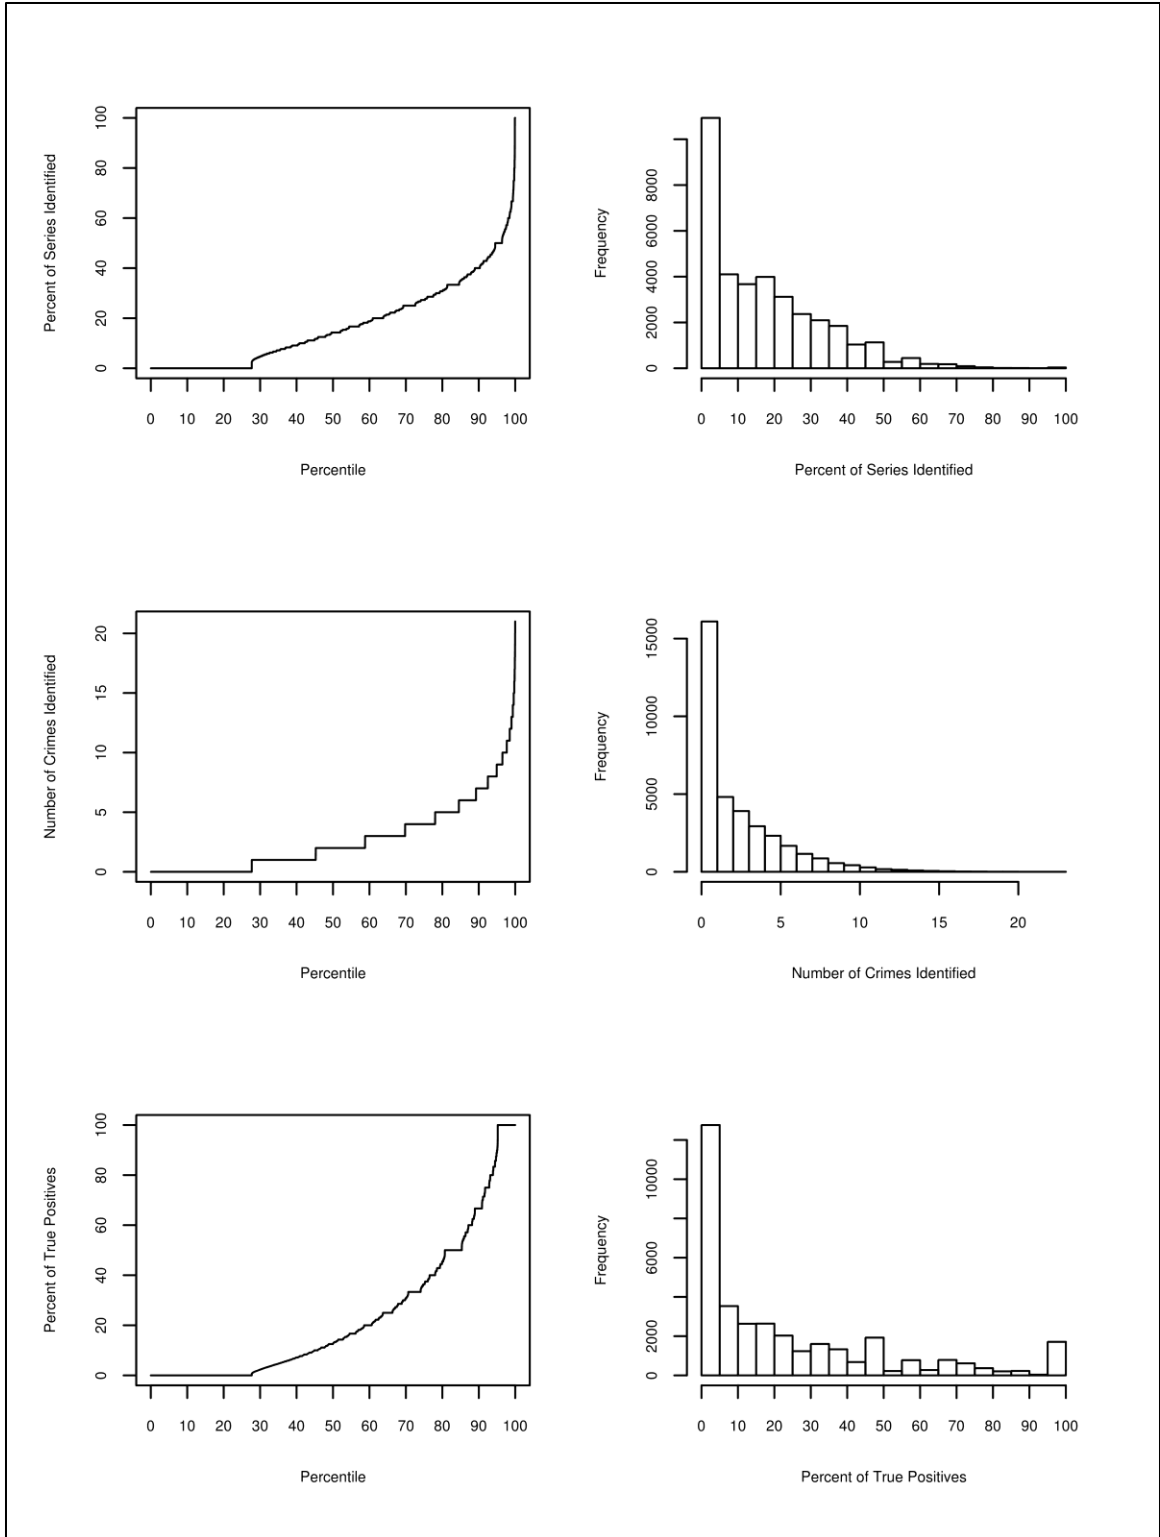 Percent of Series Identified
100
80
60
40
20
0
0 10 20 30 40 50 60 70 80 90 100
Percentile
Frequency
8000
6000
4000
2000
0
0 10 20 30 40 50 60 70 80 90 100
Percent of Series Identified
Number of Crimes Identified
20
15
10
5
0
0 10 20 30 40 50 60 70 80 90 100
Percentile
Frequency
15000
10000
5000
0
0 5 10 15 20
Number of Crimes Identified
Percent of True Positives
100
80
60
40
20
0
0 10 20 30 40 50 60 70 80 90 100
Percentile
Frequency
10000
6000
2000
0
0 10 20 30 40 50 60 70 80 90 100
Percent of True Positives